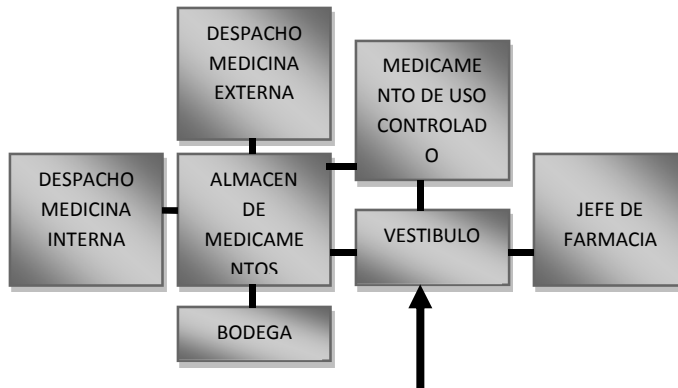 DESPACHO
MEDICINA
EXTERNA
MEDICAME
NTO DE USO
CONTROLAD
O
DESPACHO
MEDICINA
INTERNA
ALMACEN
DE
MEDICAME
NTOS
VESTIBULO
JEFE DE
FARMACIA
BODEGA